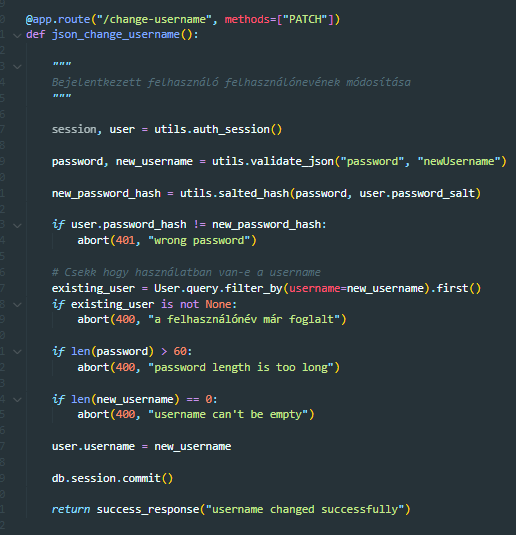 @app.route("/change-username", methods=["PATCH"])
def json_change_username():
"""
Bejelentkezett felhasználó felhasználónevének módosítása
"""
session, user = utils.auth_session()
password, new_username = utils.validate_json("password", "newUsername")
new_password_hash = utils.salted_hash(password, user.password_salt)
if user.password_hash != new_password_hash:
abort(401, "wrong password")
# Csekk hogy használatban van-e a username
existing_user = User.query.filter_by(username=new_username).first()
if existing_user is not None:
abort(400, "a felhasználónév már foglalt")
if len(password) > 60:
abort(400, "password length is too long")
if len(new_username) == 0:
abort(400, "username can't be empty")
user.username = new_username
db.session.commit()
return success_response("username changed successfully")